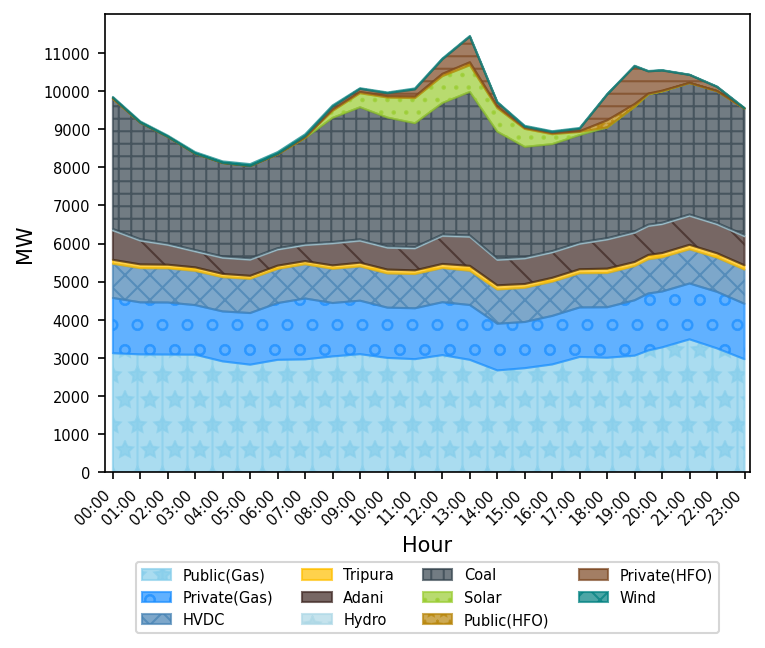 MW
11000
10000
9000
8000
7000
6000
5000
4000
3000
2000
1000
0
00:00 01:00 02:00 03:00 04:00 05:00 06:00 07:00 08:00 09:00 10:00 11:00 12:00 13:00 14:00 15:00 16:00 17:00 18:00 19:00 20:00 21:00 22:00 23:00
Hour
Public(Gas) Tripura Coal Private(HFO)
Private(Gas) Adani Solar Wind
HVDC Hydro Public(HFO)